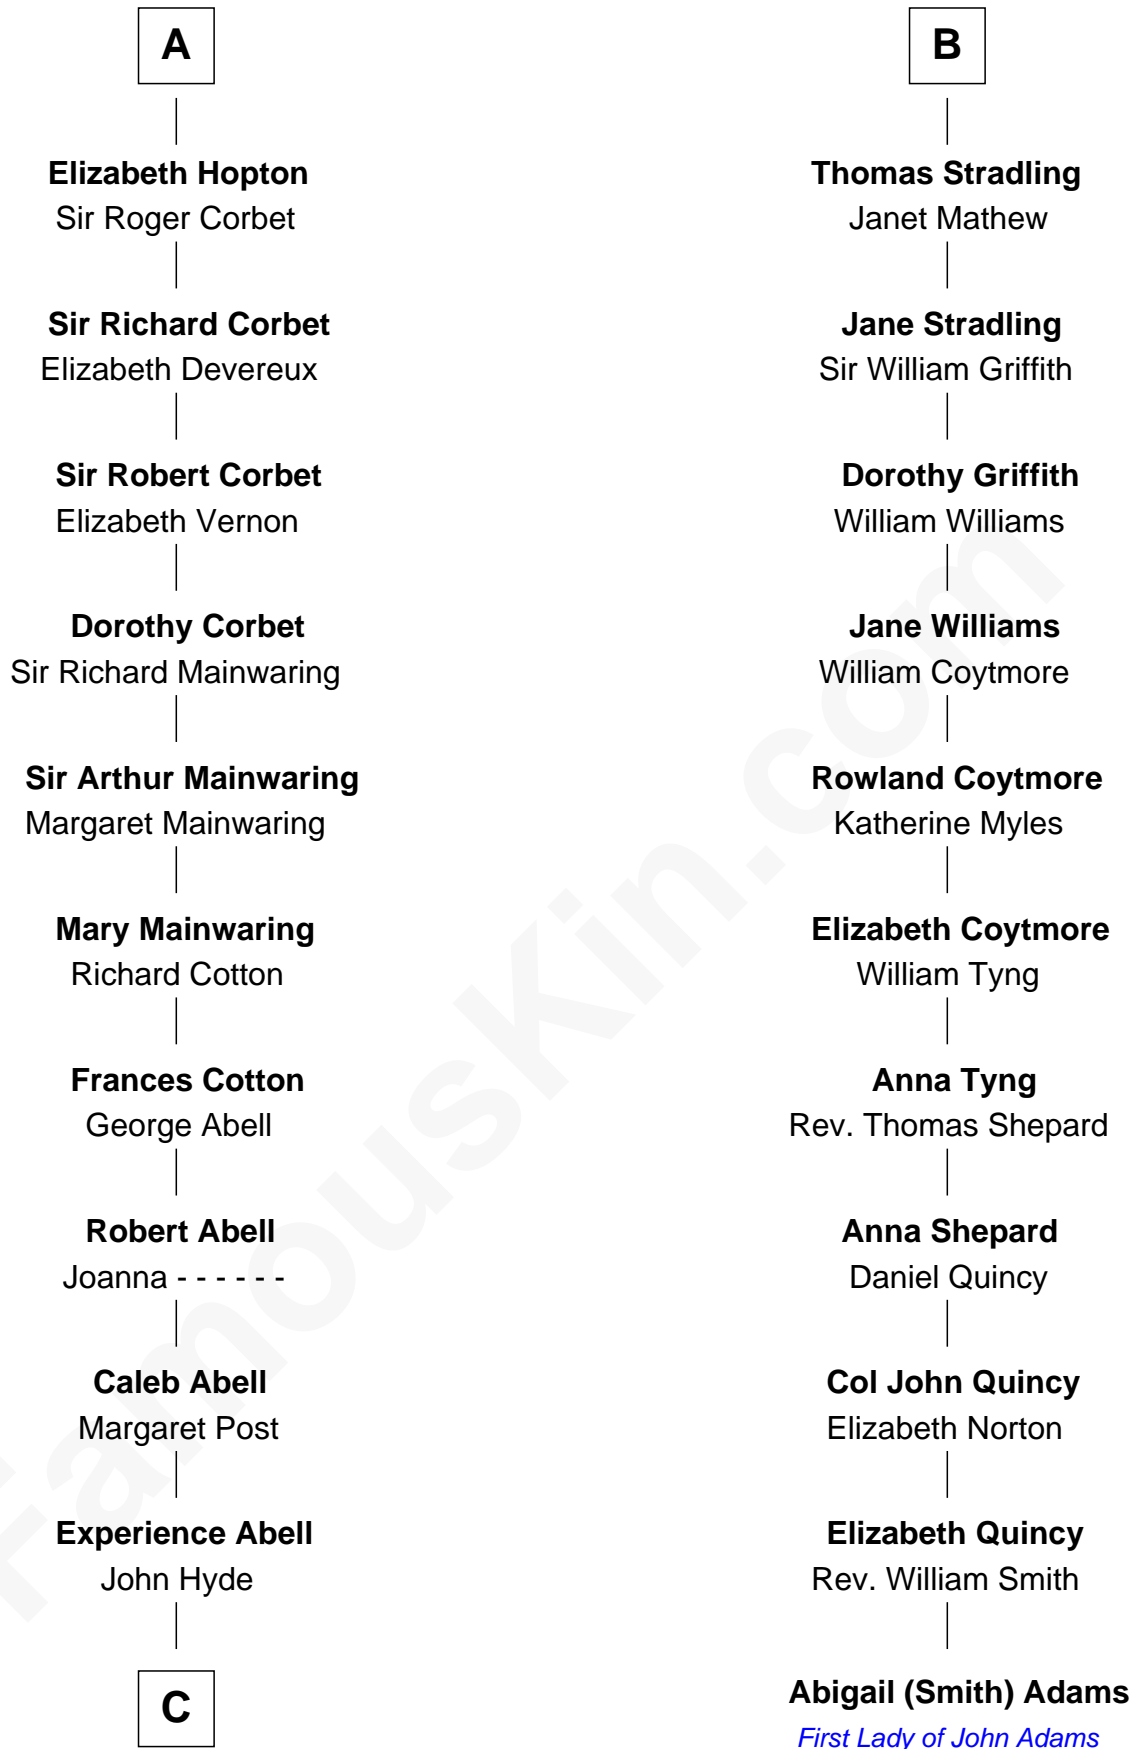 A
Elizabeth Hopton
Sir Roger Corbet
Sir Richard Corbet
Elizabeth Devereux
Sir Robert Corbet
Elizabeth Vernon
Dorothy Corbet
Sir Richard Mainwaring
Sir Arthur Mainwaring
Margaret Mainwaring
Mary Mainwaring
Richard Cotton
Frances Cotton
George Abell
Robert Abell
Joanna - - - - - -
Caleb Abell
Margaret Post
Experience Abell
John Hyde
C
B
Thomas Stradling
Janet Mathew
Jane Stradling
Sir William Griffith
Dorothy Griffith
William Williams
Jane Williams
William Coytmore
Rowland Coytmore
Katherine Myles
Elizabeth Coytmore
William Tyng
Anna Tyng
Rev. Thomas Shepard
Anna Shepard
Daniel Quincy
Col John Quincy
Elizabeth Norton
Elizabeth Quincy
Rev. William Smith
Abigail (Smith) Adams
First Lady of John Adams
FamousKin.com